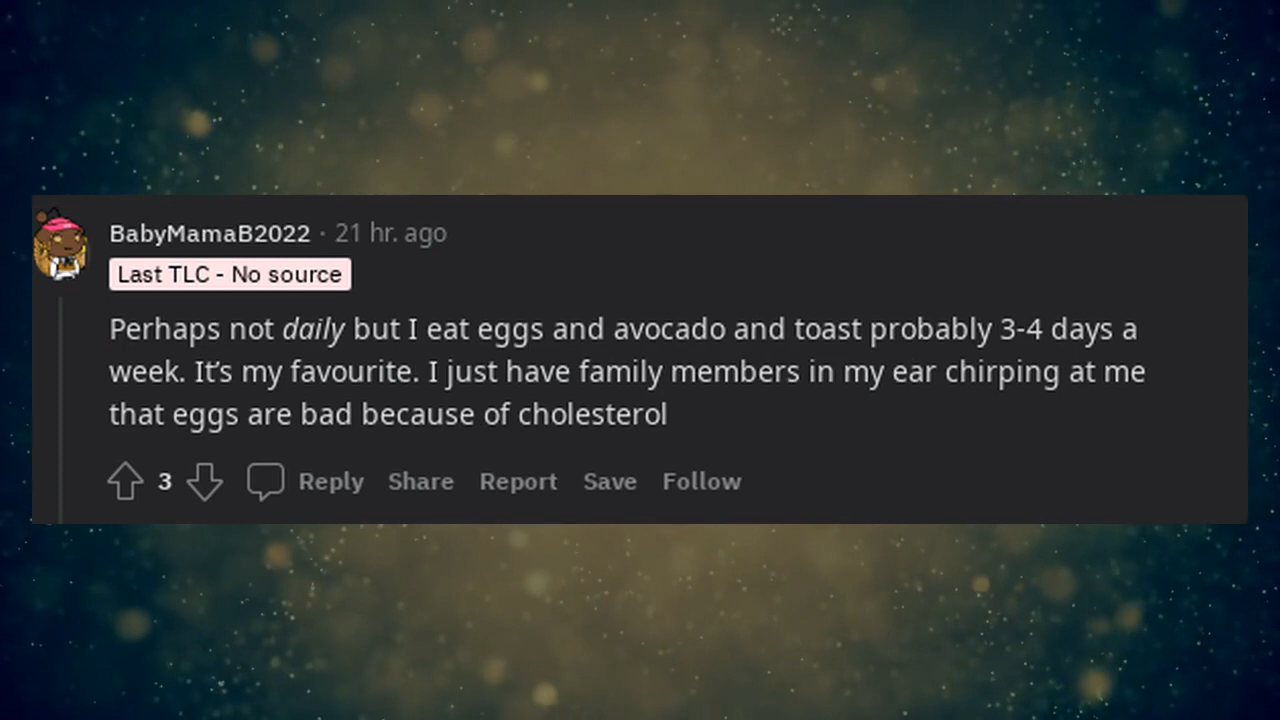 BabyMamaB2022 · 21 hr. ago
Last TLC - No source
Perhaps not daily but I eat eggs and avocado and toast probably 3-4 days a
week. It’s my favourite. I just have family members in my ear chirping at me
that eggs are bad because of cholesterol
3 Reply Share Report Save Follow